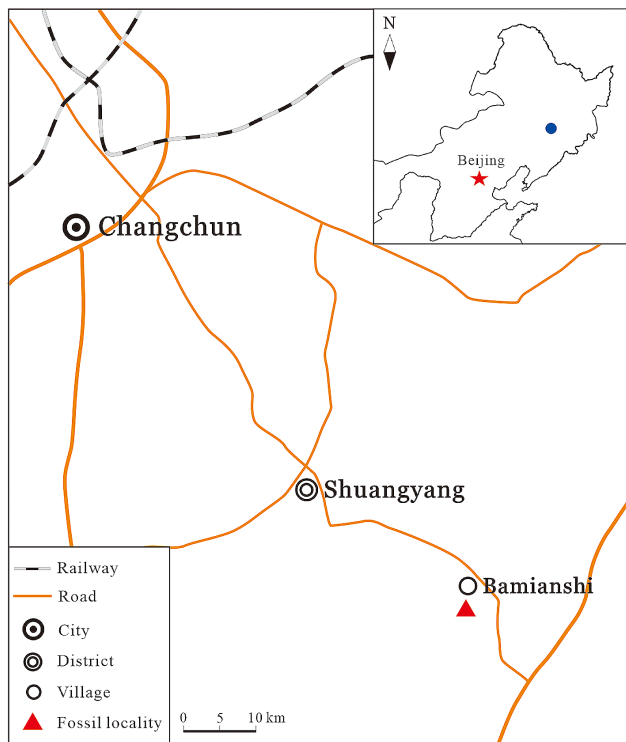 N
Beijing
Changchun
Shuangyang
Bamianshi
Railway
Road
City
District
Village
Fossil locality
0 5 10 km